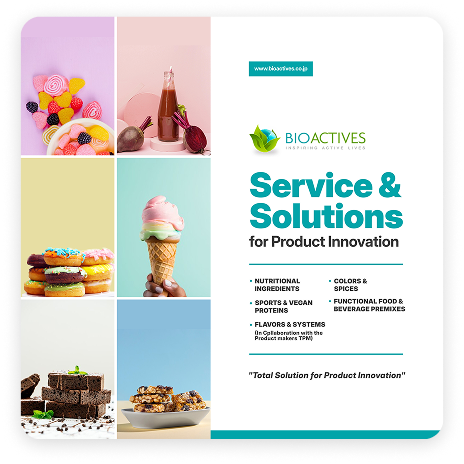 www.bioactives.co.jp
BIOACTIVES
INSPIRING ACTIVE LIVES
Service &
Solutions
for Product Innovation
• NUTRITIONAL
INGREDIENTS
• SPORTS & VEGAN
PROTEINS
• FLAVORS & SYSTEMS
(In Cpllaboration with the
Product makers TPM)
• COLORS &
SPICES
• FUNCTIONAL FOOD &
BEVERAGE PREMIXES
"Total Solution for Product Innovation"